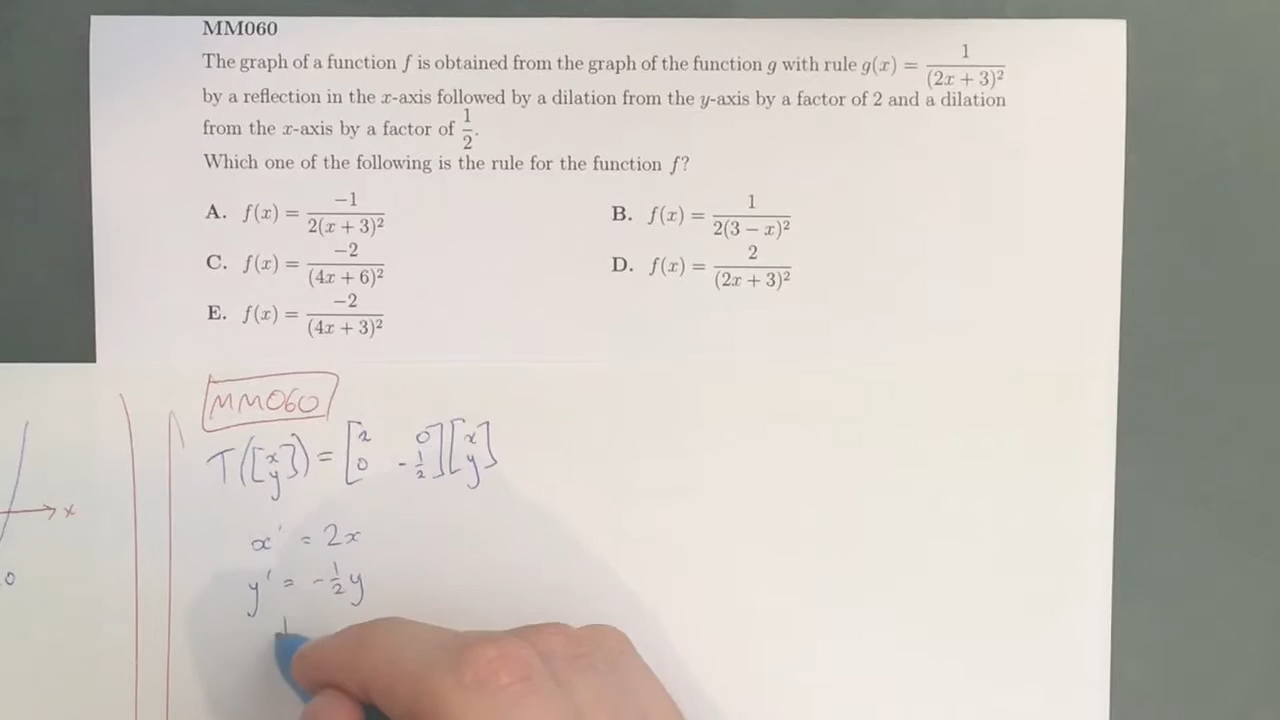 MM060
The graph of a function f is obtained from the graph of the function g with rule g(x) = 1/(2x + 3)²
by a reflection in the x-axis followed by a dilation from the y-axis by a factor of 2 and a dilation
from the x-axis by a factor of 1/2.
Which one of the following is the rule for the function f?
A. f(x) = -1/(2(x + 3)²)
B. f(x) = 1/(2(3 − x)²)
C. f(x) = -2/((4x + 6)²)
D. f(x) = 2/((2x + 3)²)
E. f(x) = -2/((4x + 3)²)
MM060
T([x y]) = [2 0 0 -1/2][x y]
x' = 2x
y' = -1/2 y
x
0